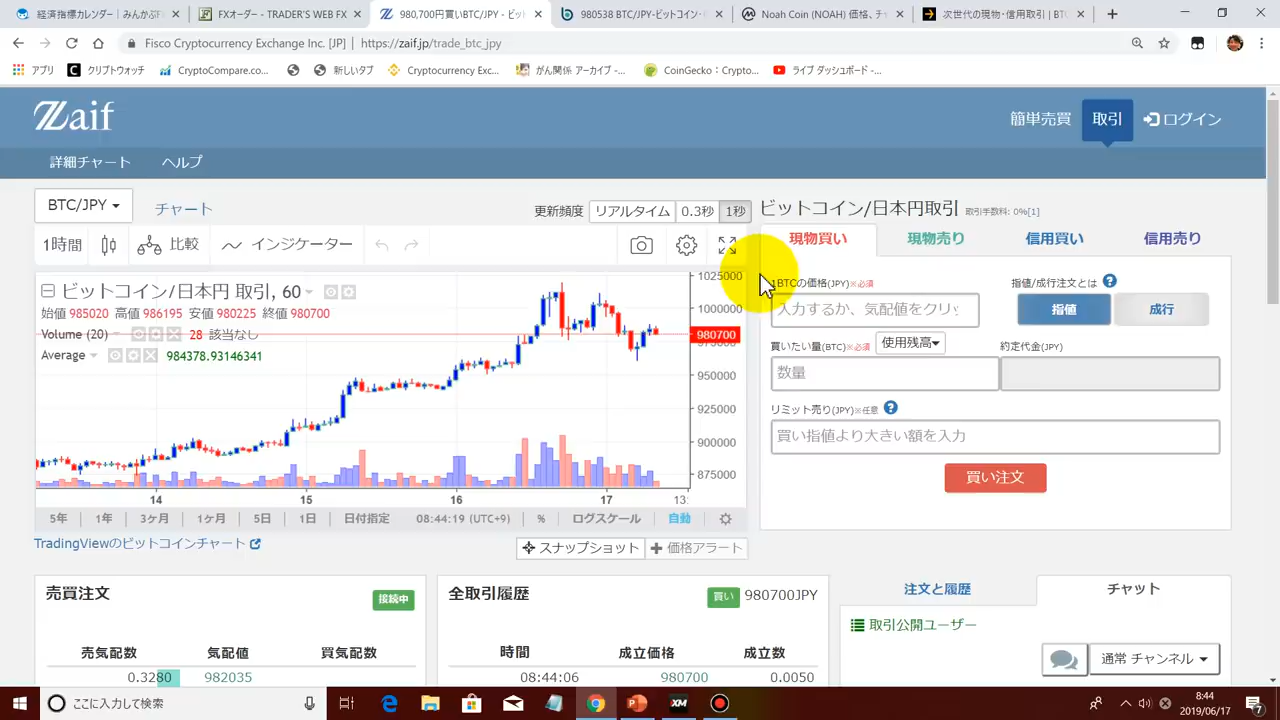 経済指標カレンダー｜みんかぶF
FXオーダー - TRADER'S WEB FX
980,700円買いBTC/JPY - ビット
980538 BTC/JPY-ビットコイン・
Noah Coin (NOAH) 価格、チ
次世代の現物・信用取引 | BTC
Fisco Cryptocurrency Exchange Inc. [JP] | https://zaif.jp/trade_btc_jpy
アプリ
クリプトウォッチ
CryptoCompare.co...
新しいタブ
Cryptocurrency Exc...
がん関係 アーカイブ - ...
CoinGecko：Crypto...
ライブ ダッシュボード - ...
Zaif
簡単売買
取引
ログイン
詳細チャート
ヘルプ
BTC/JPY
チャート
更新頻度
リアルタイム
0.3秒
1秒
ビットコイン/日本円取引
取引手数料: 0%[1]
1時間
比較
インジケーター
現物買い
現物売り
信用買い
信用売り
ビットコイン/日本円 取引, 60
始値 985020 高値 986195 安値 980225 終値 980700
Volume (20)
28 該当なし
Average
984378.93146341
1025000
1000000
980700
975000
950000
925000
900000
875000
14
15
16
17
13:
5年
1年
3ヶ月
1ヶ月
5日
1日
日付指定
08:44:19 (UTC+9)
%
ログスケール
自動
TradingViewのビットコインチャート
スナップショット
価格アラート
1BTCの価格(JPY)※必須
入力するか、気配値をクリッ
指値/成行注文とは
指値
成行
買いたい量(BTC)※必須
使用残高
約定代金(JPY)
数量
リミット売り(JPY)※任意
買い指値より大きい額を入力
買い注文
売買注文
接続中
売気配数
気配値
買気配数
0.3280
982035
全取引履歴
買い
980700JPY
時間
成立価格
成立数
08:44:06
980700
0.0050
注文と履歴
チャット
取引公開ユーザー
通常 チャンネル
ここに入力して検索
XM
8:44
2019/06/17
7